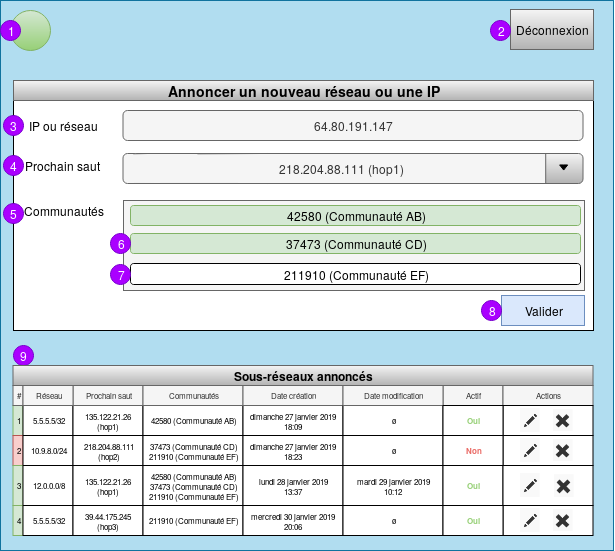 1
2 Déconnexion
Annoncer un nouveau réseau ou une IP
3 IP ou réseau 64.80.191.147
4 Prochain saut 218.204.88.111 (hop1)
5 Communautés 42580 (Communauté AB)
6 37473 (Communauté CD)
7 211910 (Communauté EF)
8 Valider
9
Sous-réseaux annoncés
# Réseau Prochain saut Communautés Date création Date modification Actif Actions
1 5.5.5.5/32 135.122.21.26 (hop1) 42580 (Communauté AB) dimanche 27 janvier 2019 18:09 ø Oui
2 10.9.8.0/24 218.204.88.111 (hop2) 37473 (Communauté CD) 211910 (Communauté EF) dimanche 27 janvier 2019 18:23 ø Non
3 12.0.0.0/8 135.122.21.26 (hop1) 42580 (Communauté AB) 37473 (Communauté CD) 211910 (Communauté EF) lundi 28 janvier 2019 13:37 mardi 29 janvier 2019 10:12 Oui
4 5.5.5.5/32 39.44.175.245 (hop3) 211910 (Communauté EF) mercredi 30 janvier 2019 20:06 ø Oui